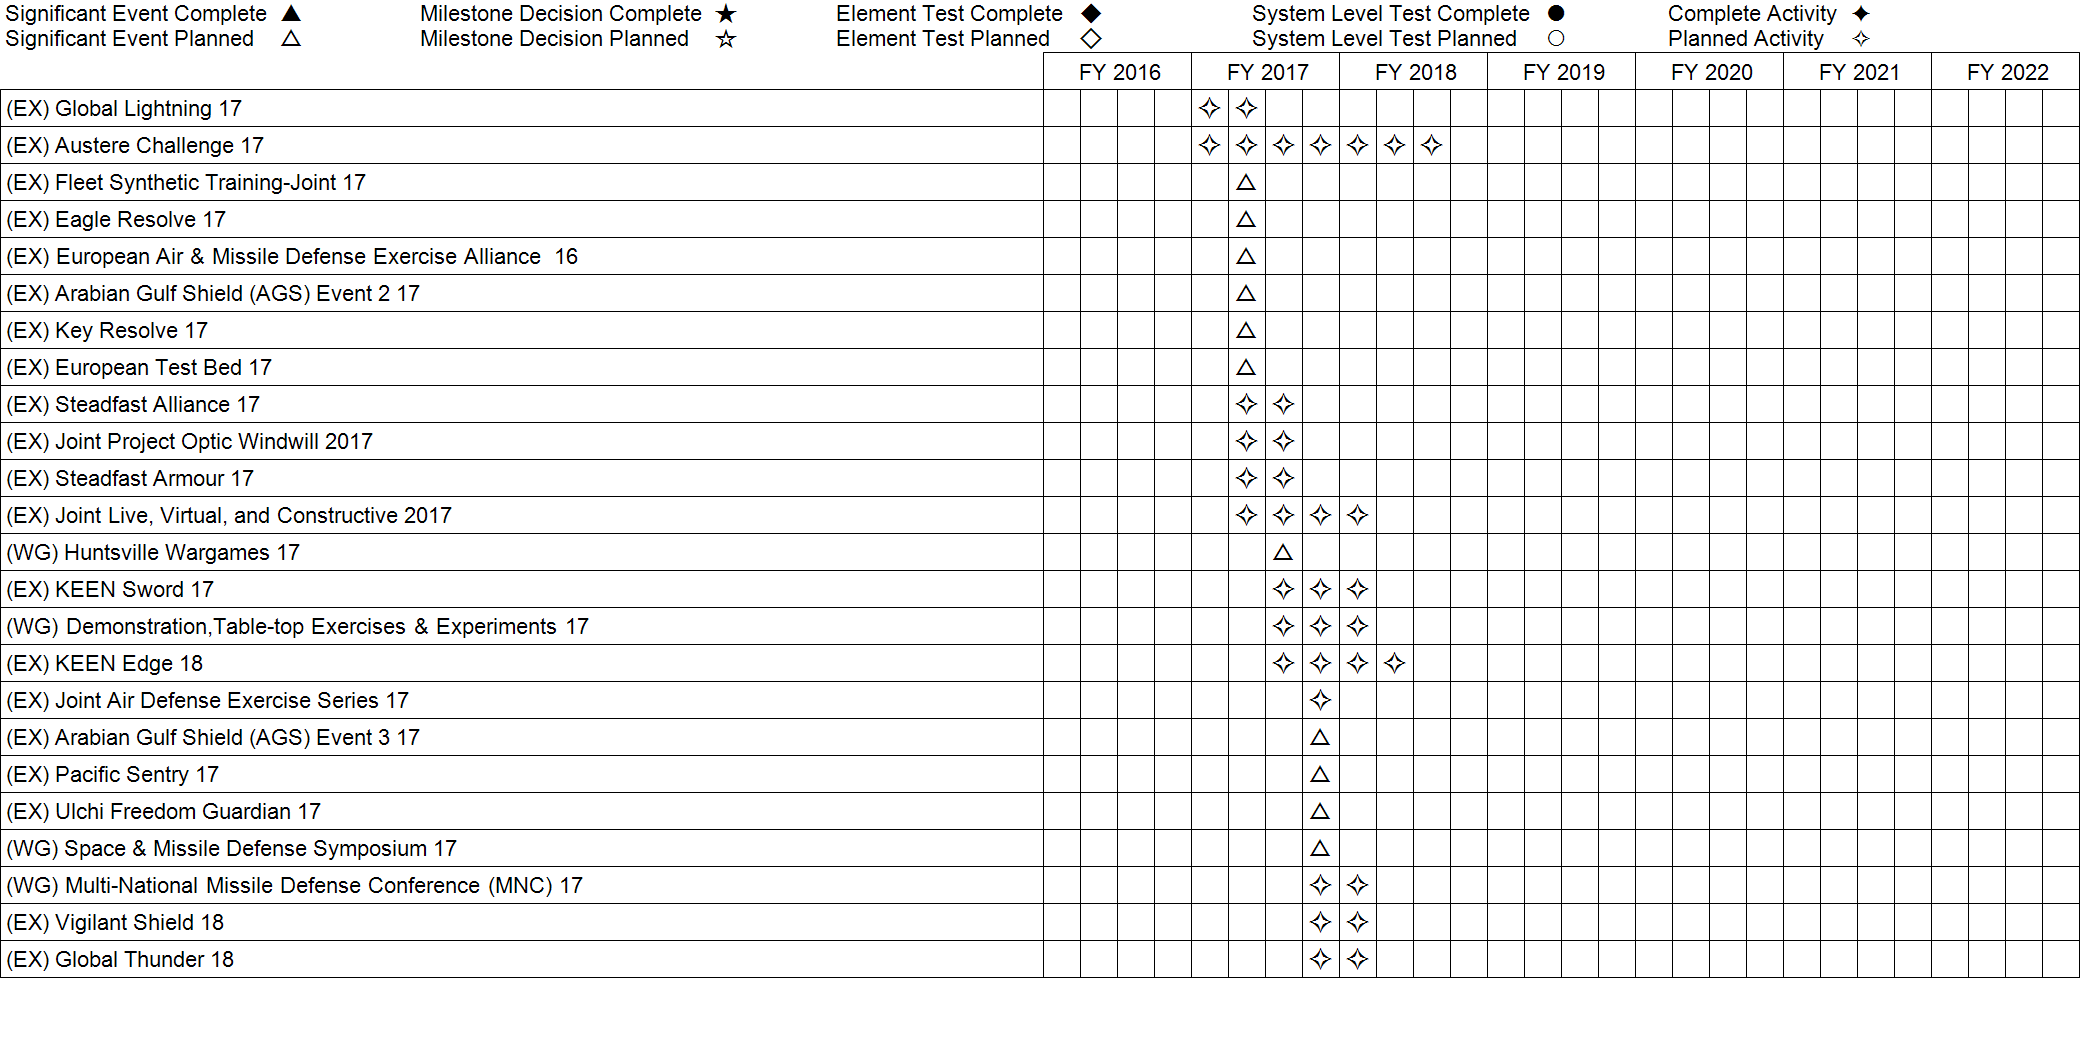 Significant Event Complete ▲ Milestone Decision Complete ★ Element Test Complete ◆ System Level Test Complete ● Complete Activity ✦
Significant Event Planned △ Milestone Decision Planned ☆ Element Test Planned ◇ System Level Test Planned ○ Planned Activity ✧
FY 2016 FY 2017 FY 2018 FY 2019 FY 2020 FY 2021 FY 2022
(EX) Global Lightning 17 ✧ ✧
(EX) Austere Challenge 17 ✧ ✧ ✧ ✧ ✧ ✧ ✧
(EX) Fleet Synthetic Training-Joint 17 △
(EX) Eagle Resolve 17 △
(EX) European Air & Missile Defense Exercise Alliance 16 △
(EX) Arabian Gulf Shield (AGS) Event 2 17 △
(EX) Key Resolve 17 △
(EX) European Test Bed 17 △
(EX) Steadfast Alliance 17 ✧ ✧
(EX) Joint Project Optic Windwill 2017 ✧ ✧
(EX) Steadfast Armour 17 ✧ ✧
(EX) Joint Live, Virtual, and Constructive 2017 ✧ ✧ ✧ ✧
(WG) Huntsville Wargames 17 △
(EX) KEEN Sword 17 ✧ ✧ ✧
(WG) Demonstration,Table-top Exercises & Experiments 17 ✧ ✧ ✧
(EX) KEEN Edge 18 ✧ ✧ ✧ ✧
(EX) Joint Air Defense Exercise Series 17 ✧
(EX) Arabian Gulf Shield (AGS) Event 3 17 △
(EX) Pacific Sentry 17 △
(EX) Ulchi Freedom Guardian 17 △
(WG) Space & Missile Defense Symposium 17 △
(WG) Multi-National Missile Defense Conference (MNC) 17 ✧ ✧
(EX) Vigilant Shield 18 ✧ ✧
(EX) Global Thunder 18 ✧ ✧